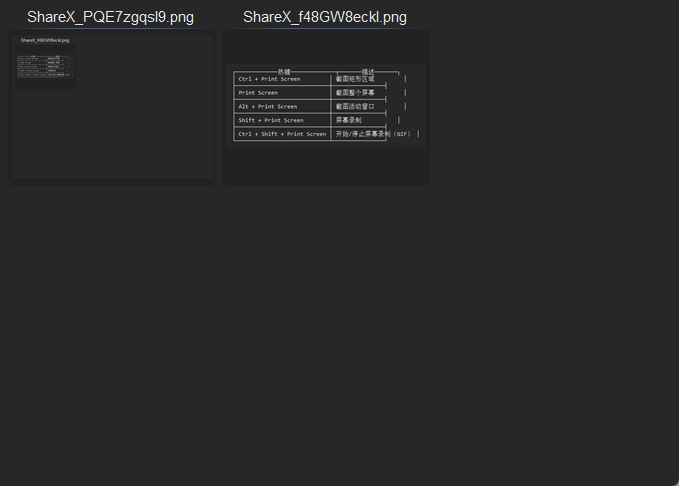 ShareX_PQE7zgqsl9.png
ShareX_f48GW8eckl.png
ShareX_f48GW8eckl.png
热键 描述
Ctrl + Print Screen 截图矩形区域
Print Screen 截图整个屏幕
Alt + Print Screen 截图活动窗口
Shift + Print Screen 屏幕录制
Ctrl + Shift + Print Screen 开始/停止屏幕录制 (GIF)